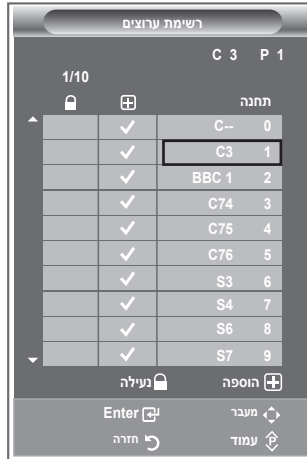 רשימת ערוצים
C 3 P 1
1/10
תחנה
0 C--
1 C3
2 BBC 1
3 C74
4 C75
5 C76
6 S3
7 S4
8 S6
9 S7
הוספה נעילה
מעבר Enter
עמוד חזרה